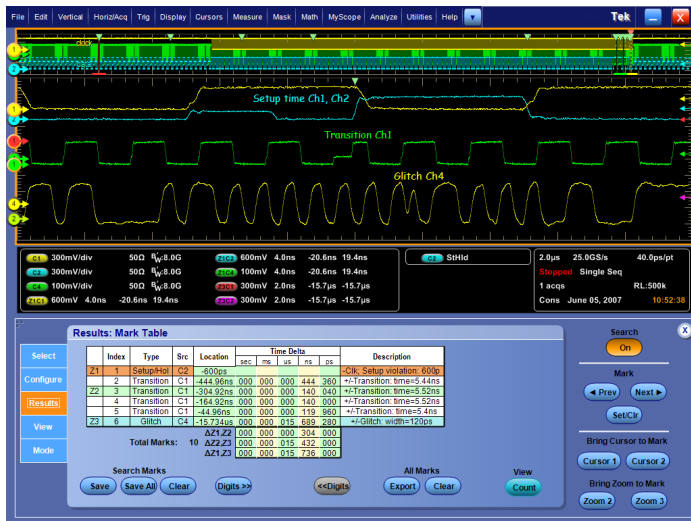 File Edit Vertical Horiz/Acq Trig Display Cursors Measure Mask Math MyScope Analyze Utilities Help Tek X
clock
Setup time Ch1, Ch2
Transition Ch1
Glitch Ch4
C1 300mV/div 50Ω BW:8.0G Z1C2 600mV 4.0ns -20.6ns 19.4ns C2 StHld 2.0µs 25.0GS/s 40.0ps/pt
C2 300mV/div 50Ω BW:8.0G Z1C4 100mV 4.0ns -20.6ns 19.4ns Stopped Single Seq
C4 100mV/div 50Ω BW:8.0G Z3C1 300mV 2.0ns -15.7µs -15.7µs 1 acqs RL:500k
Z1C1 600mV 4.0ns -20.6ns 19.4ns 300mV 2.0ns -15.7µs -15.7µs Cons June 05, 2007 10:52:38
Results: Mark Table
Search X
On
Select
Configure
Results
View
Mode
Index Type Src Location Time Delta Description
sec ms us ns ps
Z1 1 Setup/Hol C2 -600ps -Clk; Setup violation: 600p
2 Transition C1 -444.96ns 000 000 000 444 360 +/-Transition: time=5.44ns
Z2 3 Transition C1 -304.92ns 000 000 000 140 040 +/-Transition: time=5.52ns
4 Transition C1 -164.92ns 000 000 000 140 000 +/-Transition: time=5.52ns
5 Transition C1 -44.96ns 000 000 000 119 960 +/-Transition: time=5.4ns
Z3 6 Glitch C4 -15.734us 000 000 015 689 280 +/-Glitch: width=120ps
ΔZ1,Z2 000 000 000 304 000
Total Marks: 10 ΔZ2,Z3 000 000 015 432 000
ΔZ1,Z3 000 000 015 736 000
Search Marks
Save Save All Clear Digits >> <<Digits
All Marks
Export Clear
View
Count
Mark
Prev Next
Set/Clr
Bring Cursor to Mark
Cursor 1 Cursor 2
Bring Zoom to Mark
Zoom 2 Zoom 3